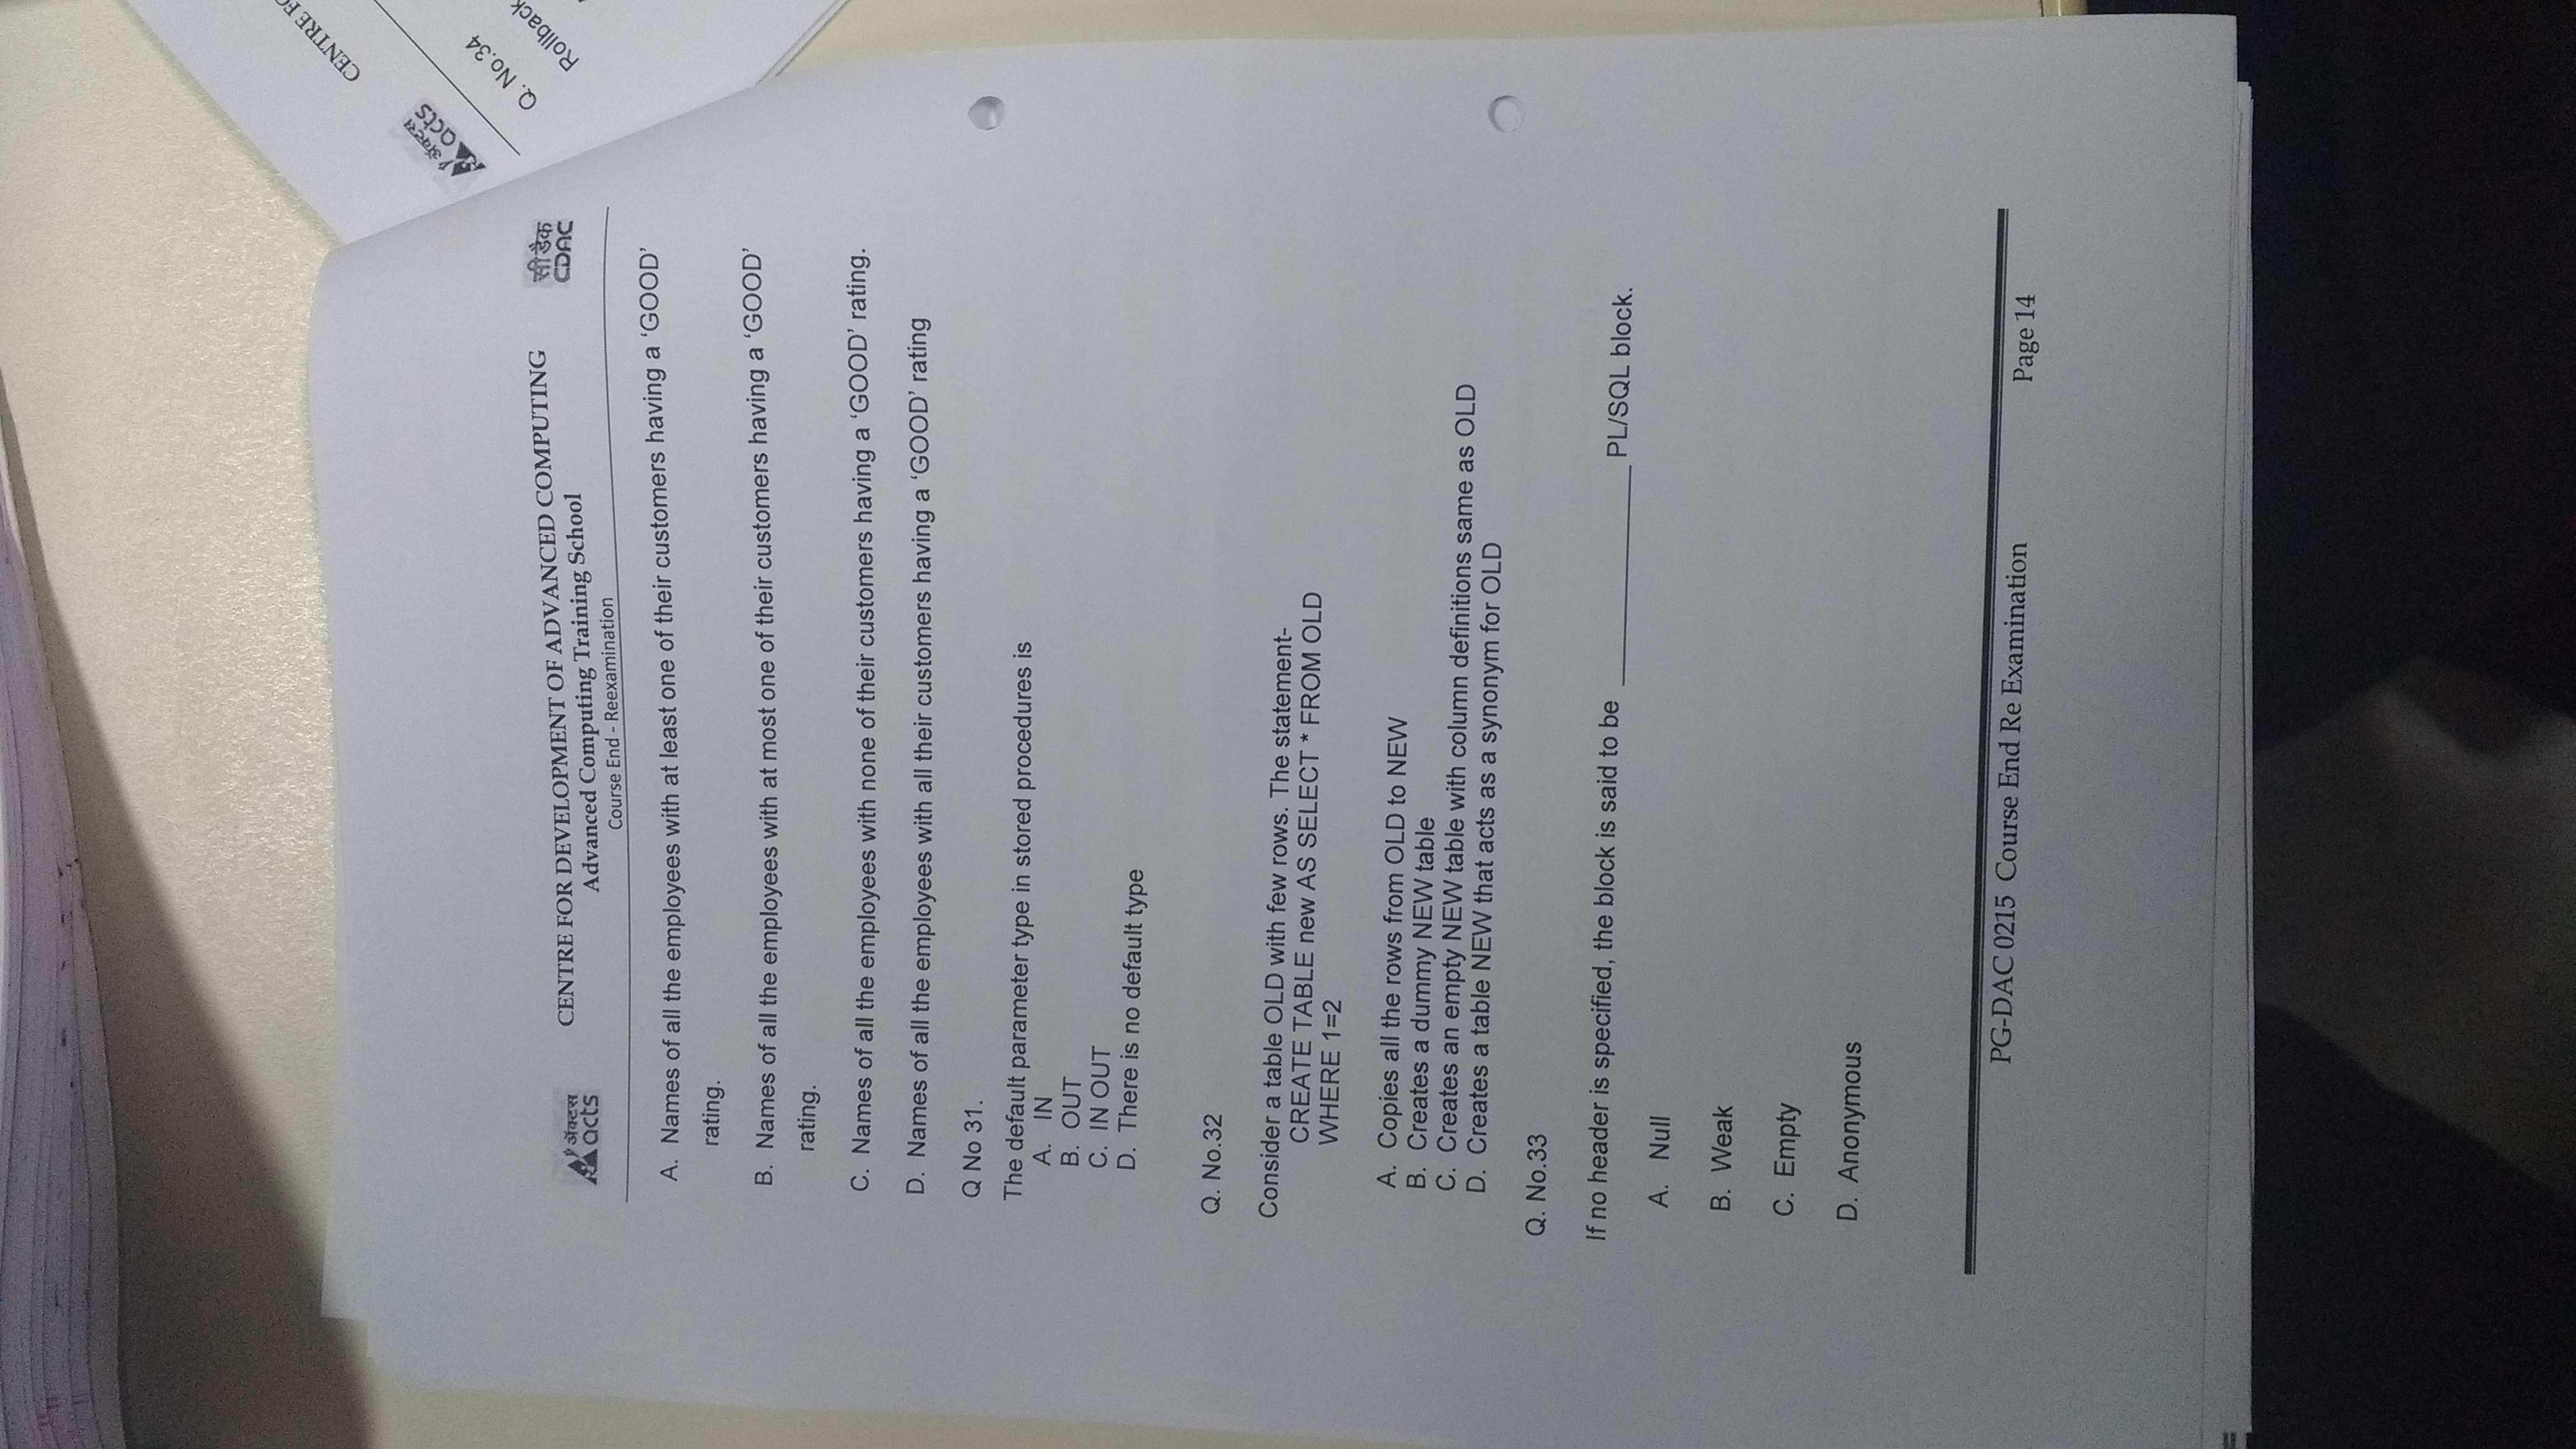 CENTRE FO
ॲक्ट्स
acts
Q. No.34
Rollback
ॲक्ट्स
acts
CENTRE FOR DEVELOPMENT OF ADVANCED COMPUTING
Advanced Computing Training School
Course End - Reexamination
सी डैक
CDAC
A. Names of all the employees with at least one of their customers having a ‘GOOD’
rating.
B. Names of all the employees with at most one of their customers having a ‘GOOD’
rating.
C. Names of all the employees with none of their customers having a ‘GOOD’ rating.
D. Names of all the employees with all their customers having a ‘GOOD’ rating
Q No 31.
The default parameter type in stored procedures is
A. IN
B. OUT
C. IN OUT
D. There is no default type
Q. No.32
Consider a table OLD with few rows. The statement-
CREATE TABLE new AS SELECT * FROM OLD
WHERE 1=2
A. Copies all the rows from OLD to NEW
B. Creates a dummy NEW table
C. Creates an empty NEW table with column definitions same as OLD
D. Creates a table NEW that acts as a synonym for OLD
Q. No.33
If no header is specified, the block is said to be ________________ PL/SQL block.
A. Null
B. Weak
C. Empty
D. Anonymous
PG-DAC 0215 Course End Re Examination Page 14